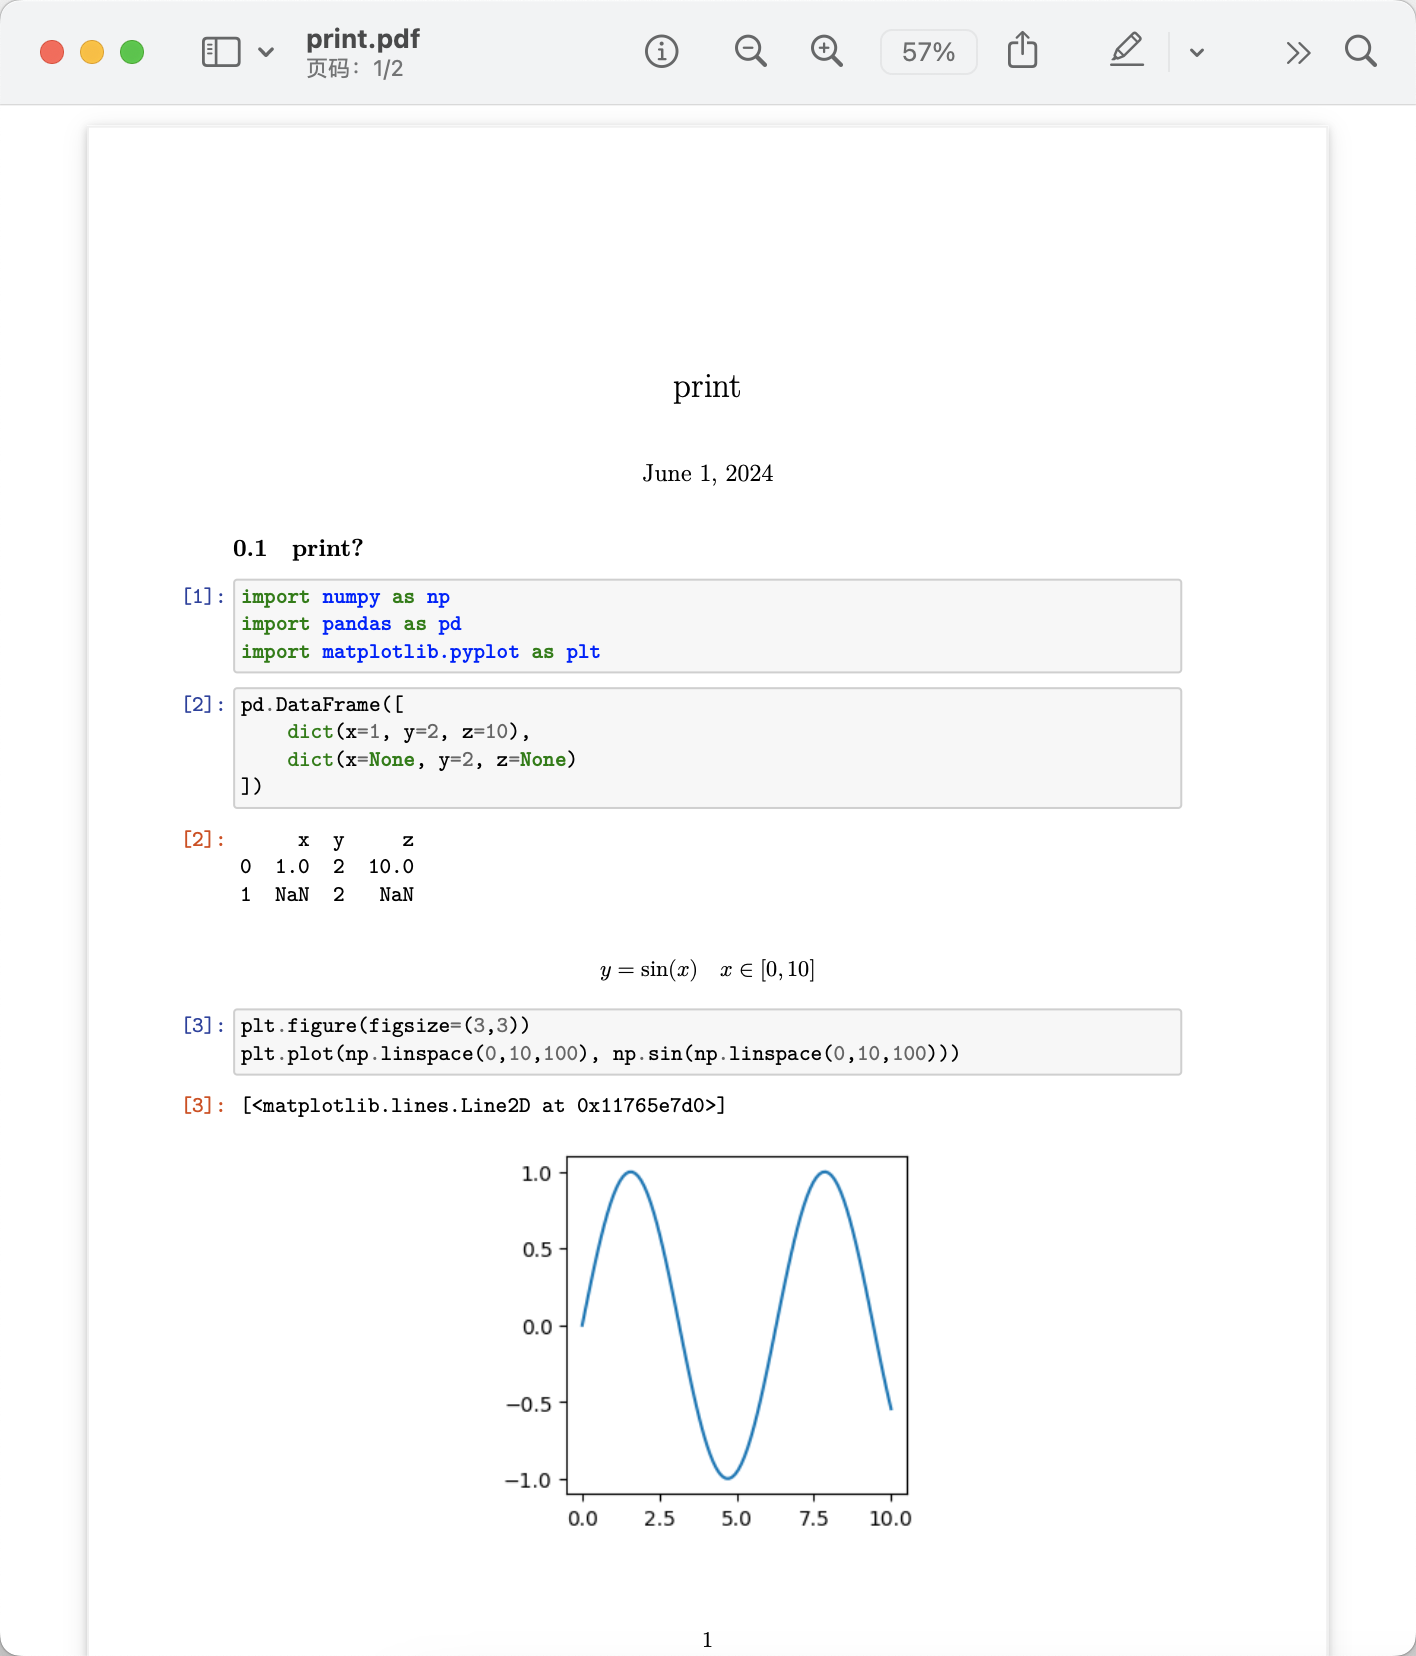 print.pdf
页码：1/2
57%
print
June 1, 2024
0.1 print?
[1]: import numpy as np
import pandas as pd
import matplotlib.pyplot as plt
[2]: pd.DataFrame([
    dict(x=1, y=2, z=10),
    dict(x=None, y=2, z=None)
])
[2]:      x  y     z
0  1.0  2  10.0
1  NaN  2   NaN
y = sin(x)   x ∈ [0, 10]
[3]: plt.figure(figsize=(3,3))
plt.plot(np.linspace(0,10,100), np.sin(np.linspace(0,10,100)))
[3]: [<matplotlib.lines.Line2D at 0x11765e7d0>]
1.0
0.5
0.0
−0.5
−1.0
0.0 2.5 5.0 7.5 10.0
1